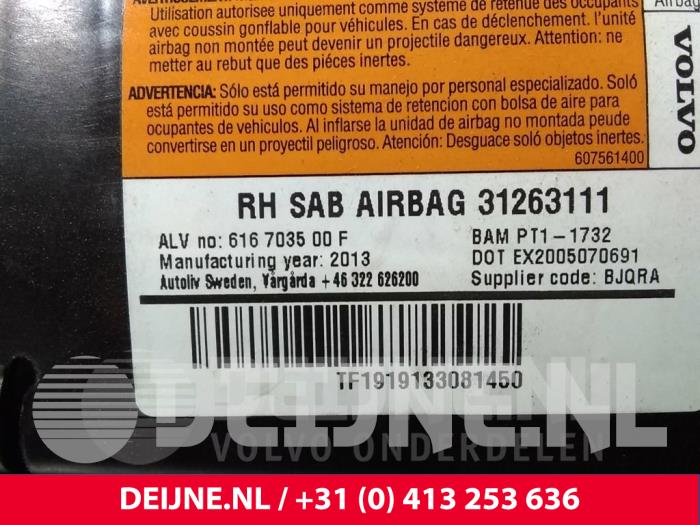 Utilisation autorisée uniquement comme système de retenue des occupants
avec coussin gonflable pour véhicules. En cas de déclenchement. l'unité
airbag non montée peut devenir un projectile dangereux. Attention: ne
metter au rebut que des piéces inertes.
ADVERTENCIA: Sólo está permitido su manejo por personal especializado. Soló
está permitido su uso como sistema de retencion con bolsa de aire para
ocupantes de vehiculos. Al inflarse la unidad de airbag no montada peude
convertirse en un proyectil peligroso. Atención: Desguace soló objetos inertes.
607561400
Airbag
VOLVO
RH SAB AIRBAG 31263111
ALV no: 616 7035 00 F
BAM PT1-1732
Manufacturing year: 2013
DOT EX2005070691
Autoliv Sweden, Vårgårda +46 322 626200
Supplier code: BJQRA
TF1919133081450
DEIJNE.NL
VOLVO ONDERDELEN
DEIJNE.NL / +31 (0) 413 253 636